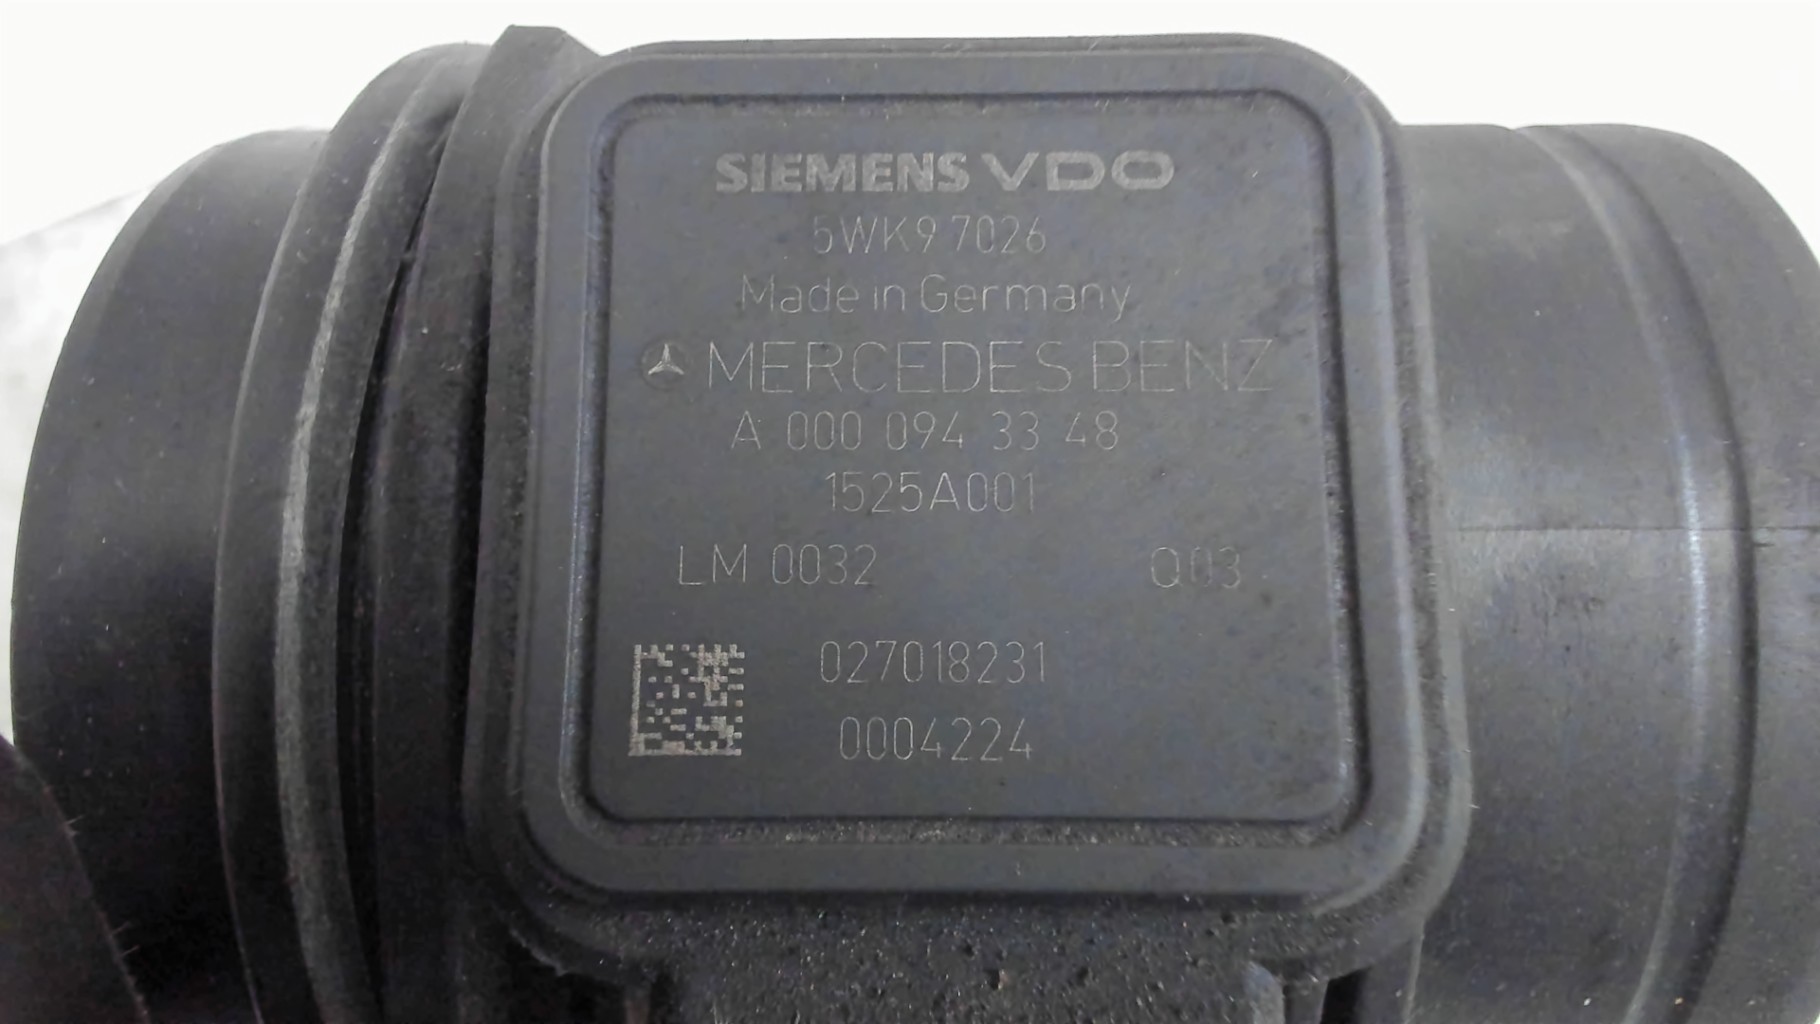 SIEMENS VDO
5WK9 7026
Made in Germany
MERCEDES BENZ
A 000 094 33 48
1525A001
LM 0032 Q03
027018231
0004224